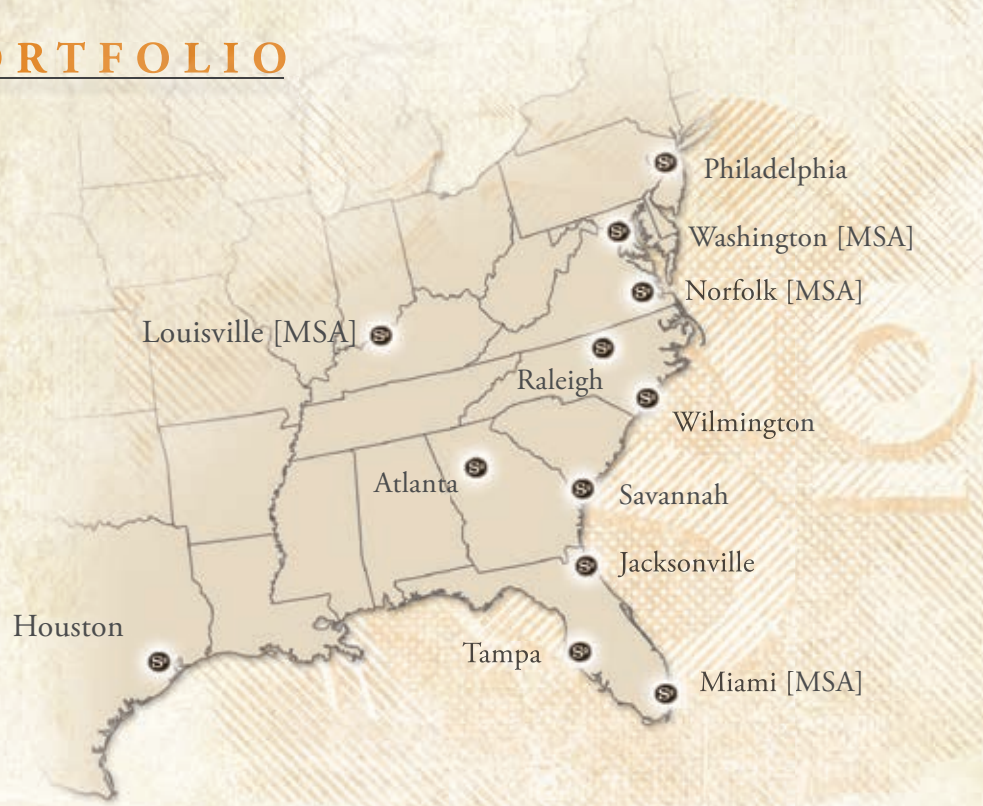 ORTFOLIO
Philadelphia
Washington [MSA]
Norfolk [MSA]
Louisville [MSA]
Raleigh
Wilmington
Atlanta
Savannah
Jacksonville
Houston
Tampa
Miami [MSA]